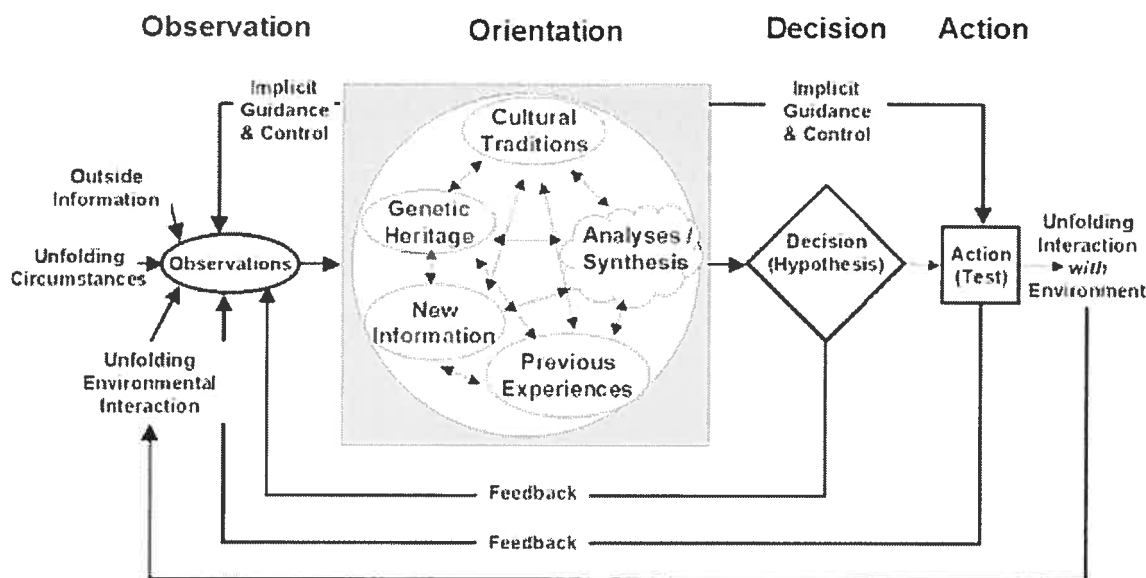 Observation
Orientation
Decision
Action
Implicit
Guidance
& Control
Outside
Information
Unfolding
Circumstances
Observations
Unfolding
Environmental
Interaction
Cultural
Traditions
Genetic
Heritage
New
Information
Analyses /
Synthesis
Previous
Experiences
Implicit
Guidance
& Control
Decision
(Hypothesis)
Action
(Test)
Unfolding
Interaction
with
Environment
Feedback
Feedback